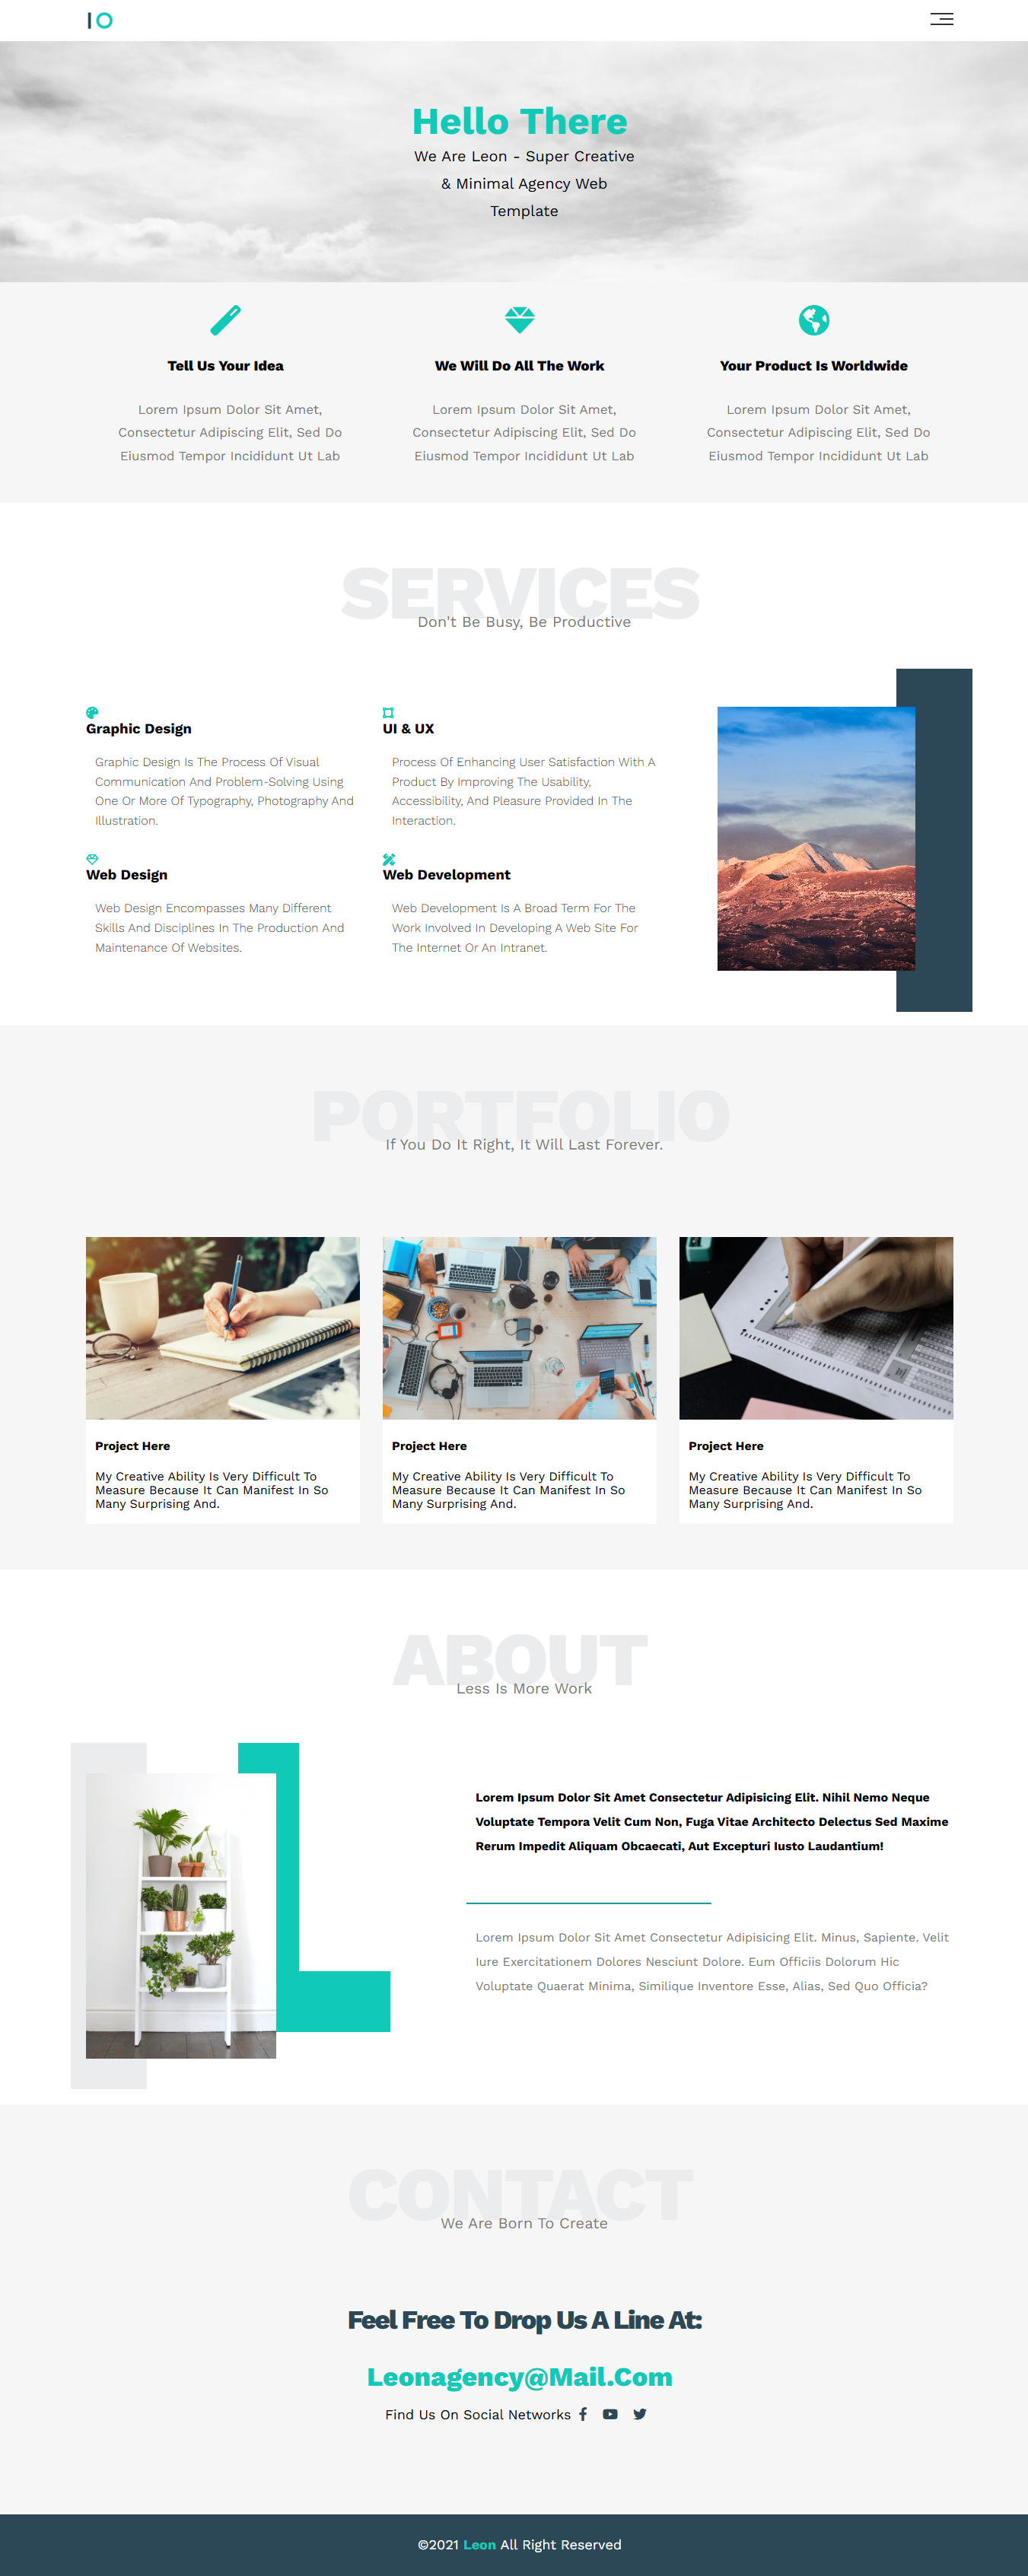 IO
Hello There
We Are Leon - Super Creative
& Minimal Agency Web
Template
Tell Us Your Idea
Lorem Ipsum Dolor Sit Amet,
Consectetur Adipiscing Elit, Sed Do
Eiusmod Tempor Incididunt Ut Lab
We Will Do All The Work
Lorem Ipsum Dolor Sit Amet,
Consectetur Adipiscing Elit, Sed Do
Eiusmod Tempor Incididunt Ut Lab
Your Product Is Worldwide
Lorem Ipsum Dolor Sit Amet,
Consectetur Adipiscing Elit, Sed Do
Eiusmod Tempor Incididunt Ut Lab
SERVICES
Don't Be Busy, Be Productive
Graphic Design
Graphic Design Is The Process Of Visual
Communication And Problem-Solving Using
One Or More Of Typography, Photography And
Illustration.
UI & UX
Process Of Enhancing User Satisfaction With A
Product By Improving The Usability,
Accessibility, And Pleasure Provided In The
Interaction.
Web Design
Web Design Encompasses Many Different
Skills And Disciplines In The Production And
Maintenance Of Websites.
Web Development
Web Development Is A Broad Term For The
Work Involved In Developing A Web Site For
The Internet Or An Intranet.
PORTFOLIO
If You Do It Right, It Will Last Forever.
Project Here
My Creative Ability Is Very Difficult To
Measure Because It Can Manifest In So
Many Surprising And.
Project Here
My Creative Ability Is Very Difficult To
Measure Because It Can Manifest In So
Many Surprising And.
Project Here
My Creative Ability Is Very Difficult To
Measure Because It Can Manifest In So
Many Surprising And.
ABOUT
Less Is More Work
Lorem Ipsum Dolor Sit Amet Consectetur Adipisicing Elit. Nihil Nemo Neque
Voluptate Tempora Velit Cum Non, Fuga Vitae Architecto Delectus Sed Maxime
Rerum Impedit Aliquam Obcaecati, Aut Excepturi Iusto Laudantium!
Lorem Ipsum Dolor Sit Amet Consectetur Adipisicing Elit. Minus, Sapiente. Velit
Iure Exercitationem Dolores Nesciunt Dolore. Eum Officiis Dolorum Hic
Voluptate Quaerat Minima, Similique Inventore Esse, Alias, Sed Quo Officia?
CONTACT
We Are Born To Create
Feel Free To Drop Us A Line At:
Leonagency@Mail.Com
Find Us On Social Networks
©2021 Leon All Right Reserved